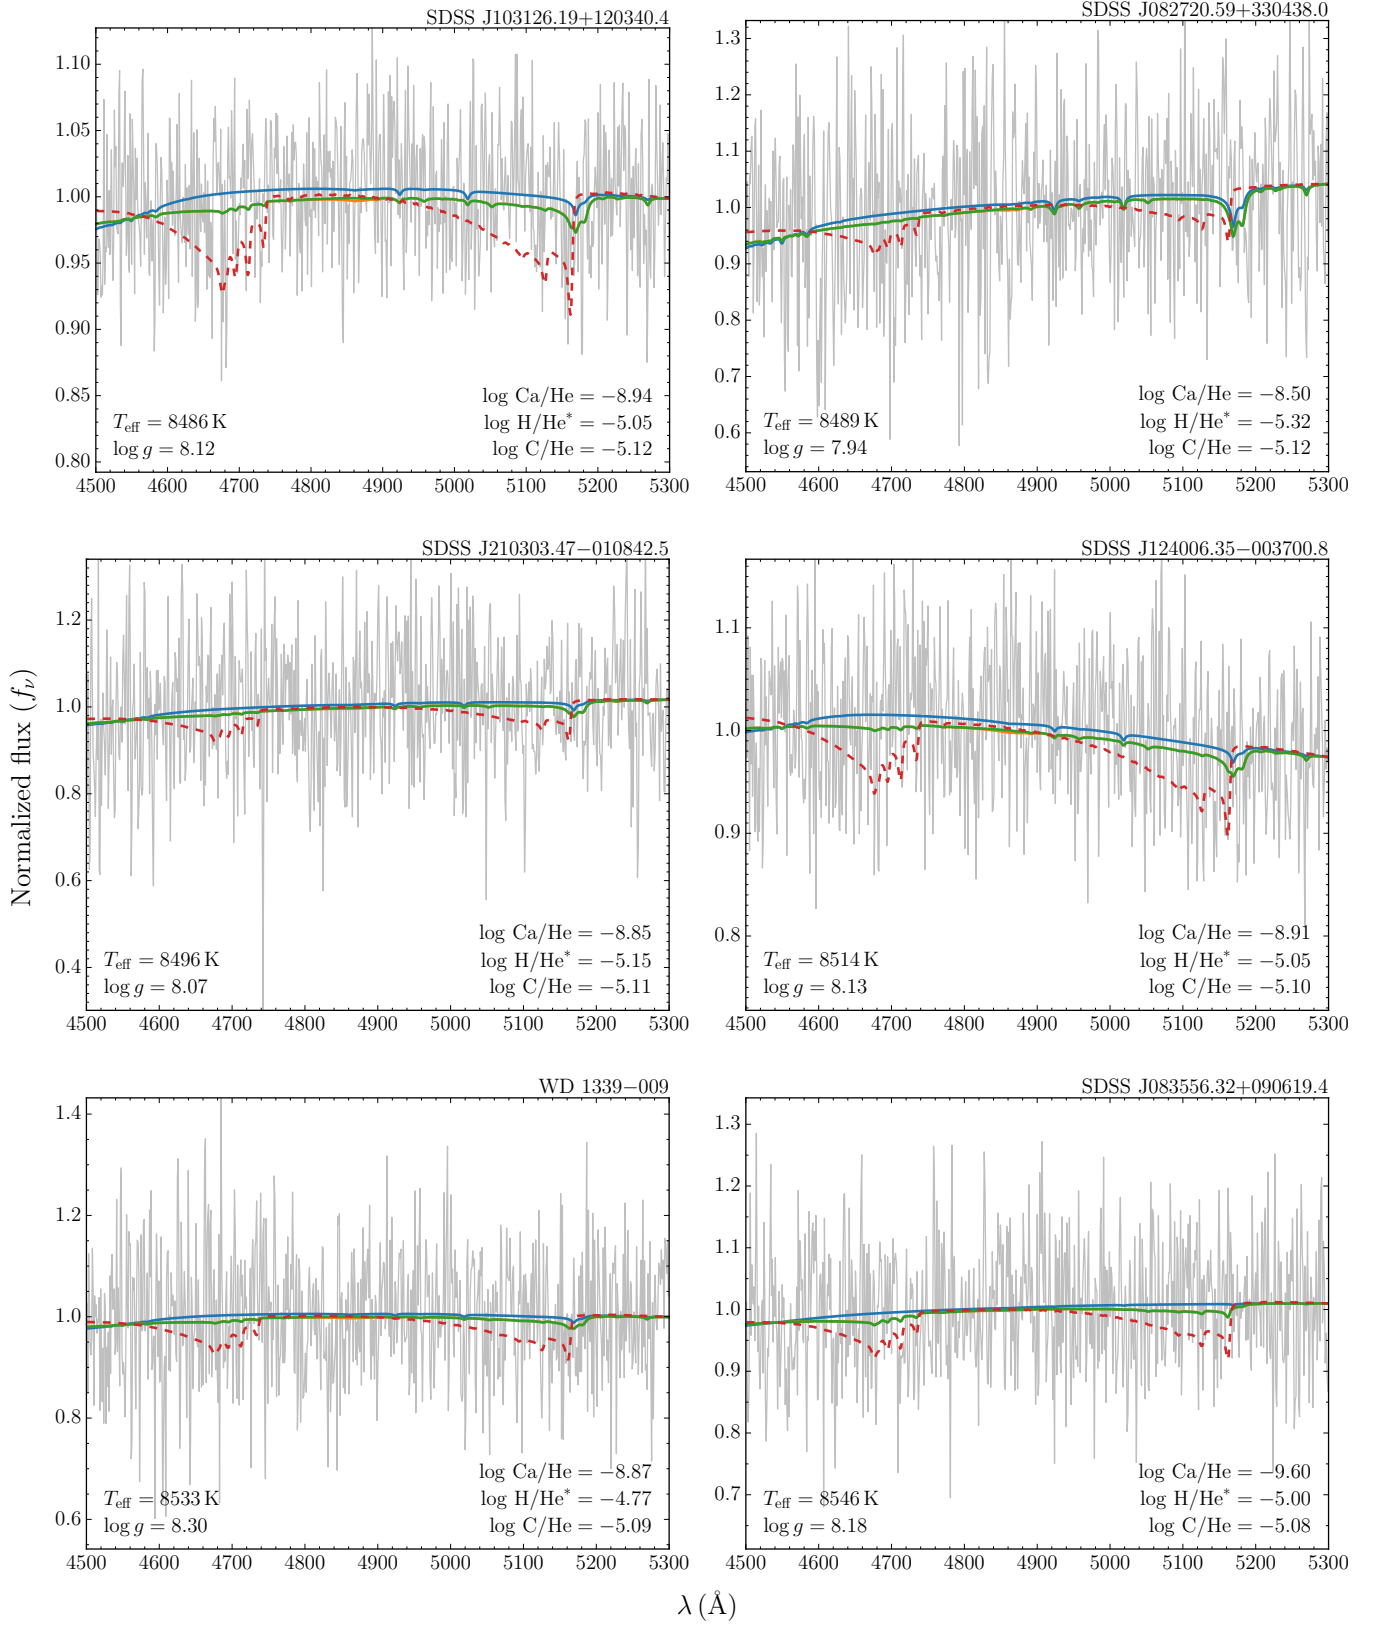 SDSS J103126.19+120340.4
1.10
1.05
1.00
0.95
0.90
0.85
0.80
log Ca/He = −8.94
T_eff = 8486 K
log H/He* = −5.05
log g = 8.12
log C/He = −5.12
4500 4600 4700 4800 4900 5000 5100 5200 5300
SDSS J082720.59+330438.0
1.3
1.2
1.1
1.0
0.9
0.8
0.7
0.6
log Ca/He = −8.50
T_eff = 8489 K
log H/He* = −5.32
log g = 7.94
log C/He = −5.12
4500 4600 4700 4800 4900 5000 5100 5200 5300
Normalized flux (f_ν)
SDSS J210303.47−010842.5
1.2
1.0
0.8
0.6
0.4
log Ca/He = −8.85
T_eff = 8496 K
log H/He* = −5.15
log g = 8.07
log C/He = −5.11
4500 4600 4700 4800 4900 5000 5100 5200 5300
SDSS J124006.35−003700.8
1.1
1.0
0.9
0.8
log Ca/He = −8.91
T_eff = 8514 K
log H/He* = −5.05
log g = 8.13
log C/He = −5.10
4500 4600 4700 4800 4900 5000 5100 5200 5300
WD 1339−009
1.4
1.2
1.0
0.8
0.6
log Ca/He = −8.87
T_eff = 8533 K
log H/He* = −4.77
log g = 8.30
log C/He = −5.09
4500 4600 4700 4800 4900 5000 5100 5200 5300
SDSS J083556.32+090619.4
1.3
1.2
1.1
1.0
0.9
0.8
0.7
log Ca/He = −9.60
T_eff = 8546 K
log H/He* = −5.00
log g = 8.18
log C/He = −5.08
4500 4600 4700 4800 4900 5000 5100 5200 5300
λ (Å)